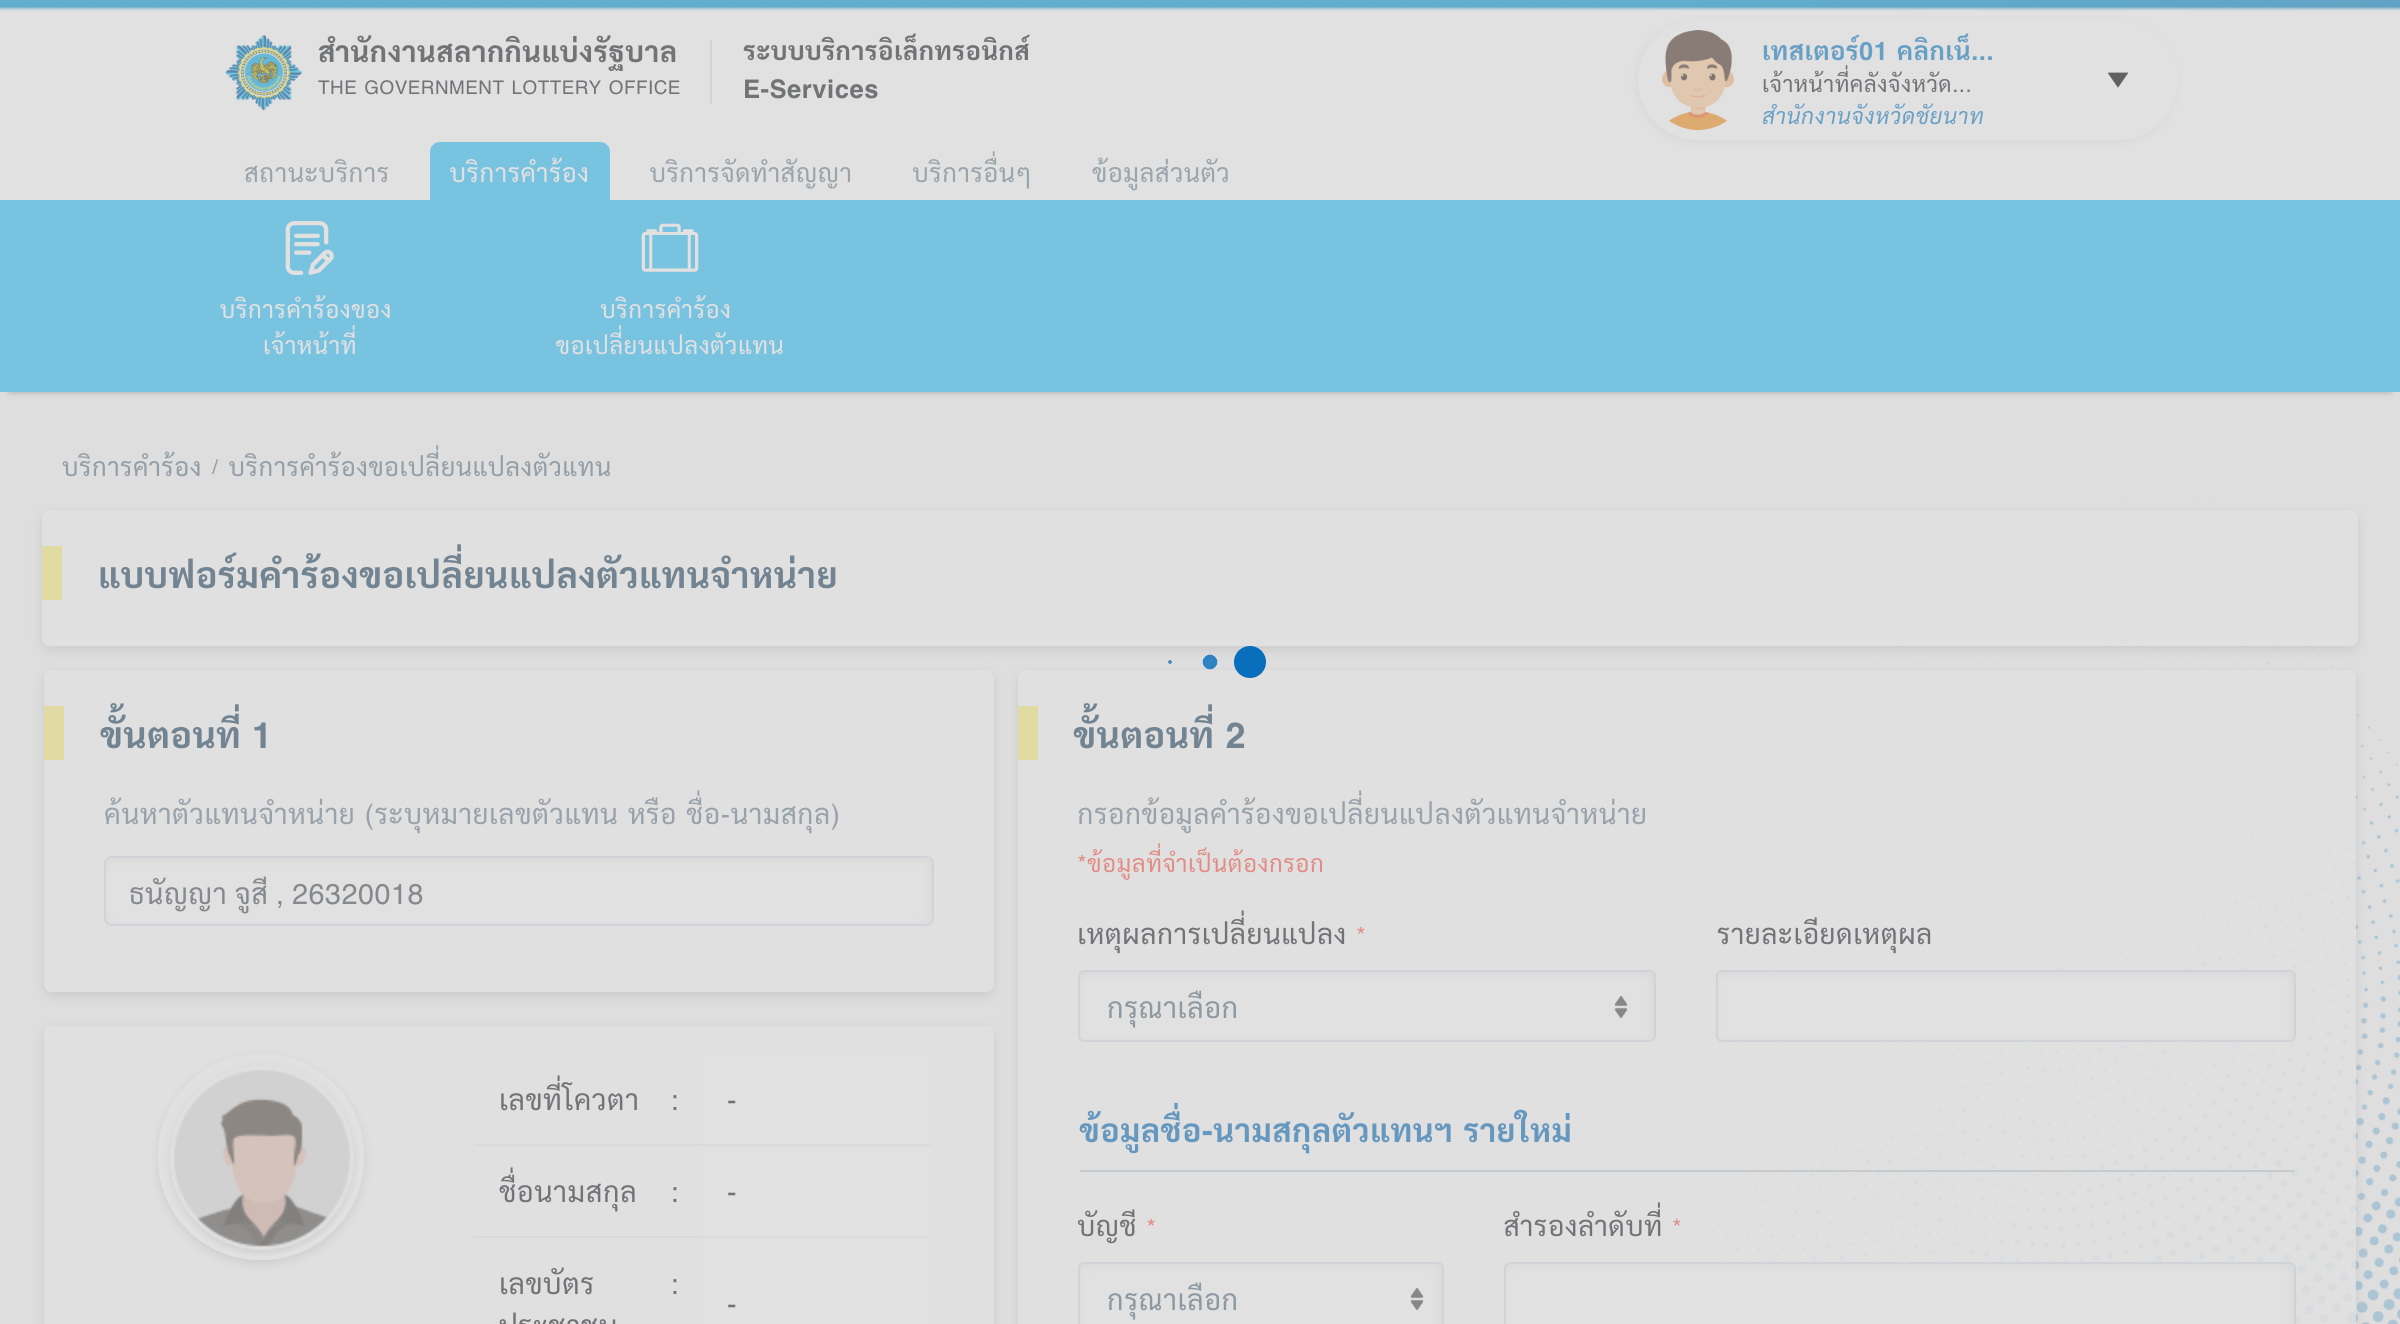 สำนักงานสลากกินแบ่งรัฐบาล
THE GOVERNMENT LOTTERY OFFICE
ระบบบริการอิเล็กทรอนิกส์
E-Services
เทสเตอร์01 คลิกเน็...
เจ้าหน้าที่คลังจังหวัด...
สำนักงานจังหวัดชัยนาท
สถานะบริการ
บริการคำร้อง
บริการจัดทำสัญญา
บริการอื่นๆ
ข้อมูลส่วนตัว
บริการคำร้องของ
เจ้าหน้าที่
บริการคำร้อง
ขอเปลี่ยนแปลงตัวแทน
บริการคำร้อง / บริการคำร้องขอเปลี่ยนแปลงตัวแทน
แบบฟอร์มคำร้องขอเปลี่ยนแปลงตัวแทนจำหน่าย
ขั้นตอนที่ 1
ค้นหาตัวแทนจำหน่าย (ระบุหมายเลขตัวแทน หรือ ชื่อ-นามสกุล)
ธนัญญา จูสี , 26320018
เลขที่โควตา : -
ชื่อนามสกุล : -
เลขบัตร : -
ประชาชน
ขั้นตอนที่ 2
กรอกข้อมูลคำร้องขอเปลี่ยนแปลงตัวแทนจำหน่าย
*ข้อมูลที่จำเป็นต้องกรอก
เหตุผลการเปลี่ยนแปลง *
รายละเอียดเหตุผล
กรุณาเลือก
ข้อมูลชื่อ-นามสกุลตัวแทนฯ รายใหม่
บัญชี *
สำรองลำดับที่ *
กรุณาเลือก